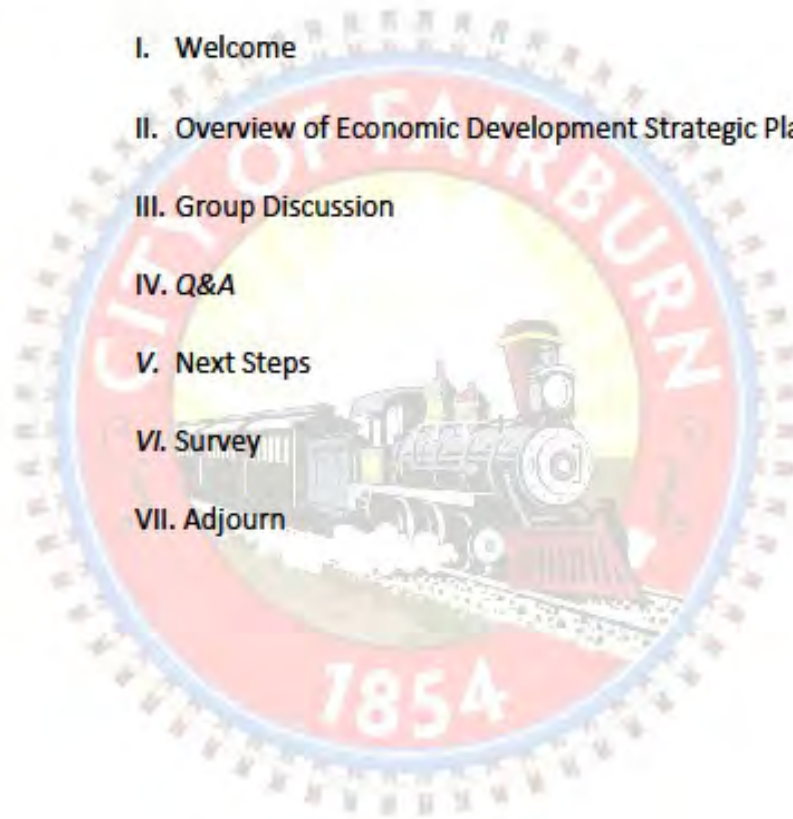 I. Welcome
II. Overview of Economic Development Strategic Pla
III. Group Discussion
IV. Q&A
V. Next Steps
VI. Survey
VII. Adjourn
CITY OF FAIRBURN
1854